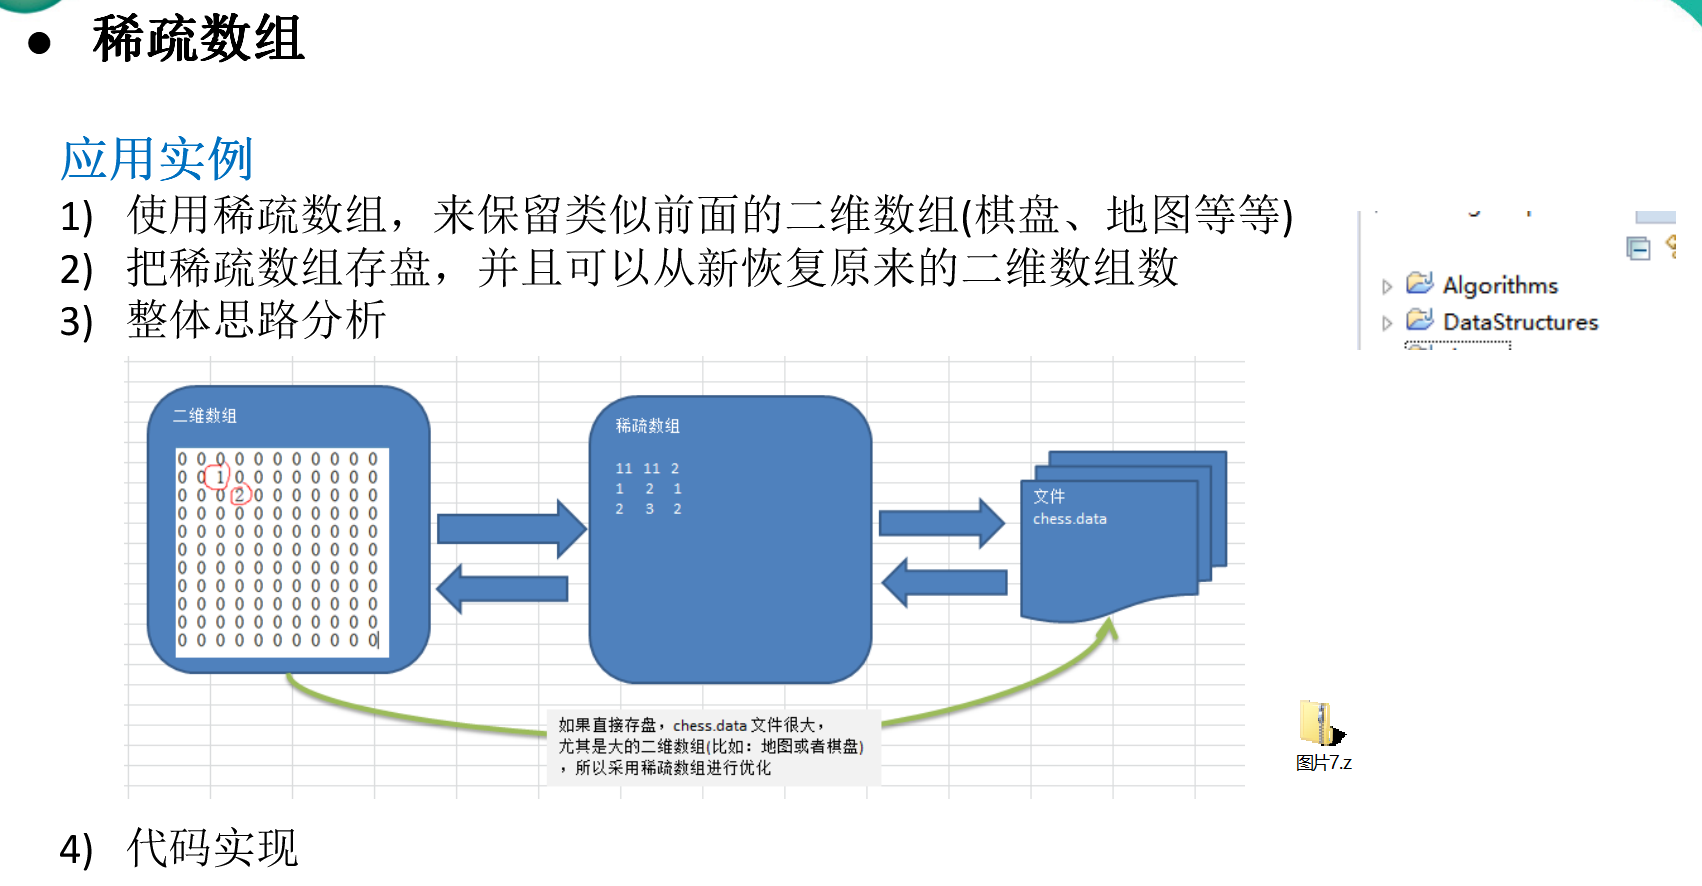 ● 稀疏数组
应用实例
1) 使用稀疏数组，来保留类似前面的二维数组(棋盘、地图等等)
2) 把稀疏数组存盘，并且可以从新恢复原来的二维数组数
3) 整体思路分析
Algorithms
DataStructures
二维数组
0 0 0 0 0 0 0 0 0 0 0
0 0 1 0 0 0 0 0 0 0 0
0 0 0 2 0 0 0 0 0 0 0
0 0 0 0 0 0 0 0 0 0 0
0 0 0 0 0 0 0 0 0 0 0
0 0 0 0 0 0 0 0 0 0 0
0 0 0 0 0 0 0 0 0 0 0
0 0 0 0 0 0 0 0 0 0 0
0 0 0 0 0 0 0 0 0 0 0
0 0 0 0 0 0 0 0 0 0 0
0 0 0 0 0 0 0 0 0 0 0
稀疏数组
11 11 2
1 2 1
2 3 2
文件
chess.data
如果直接存盘，chess.data 文件很大，
尤其是大的二维数组(比如：地图或者棋盘)
，所以采用稀疏数组进行优化
图片7.z
4) 代码实现